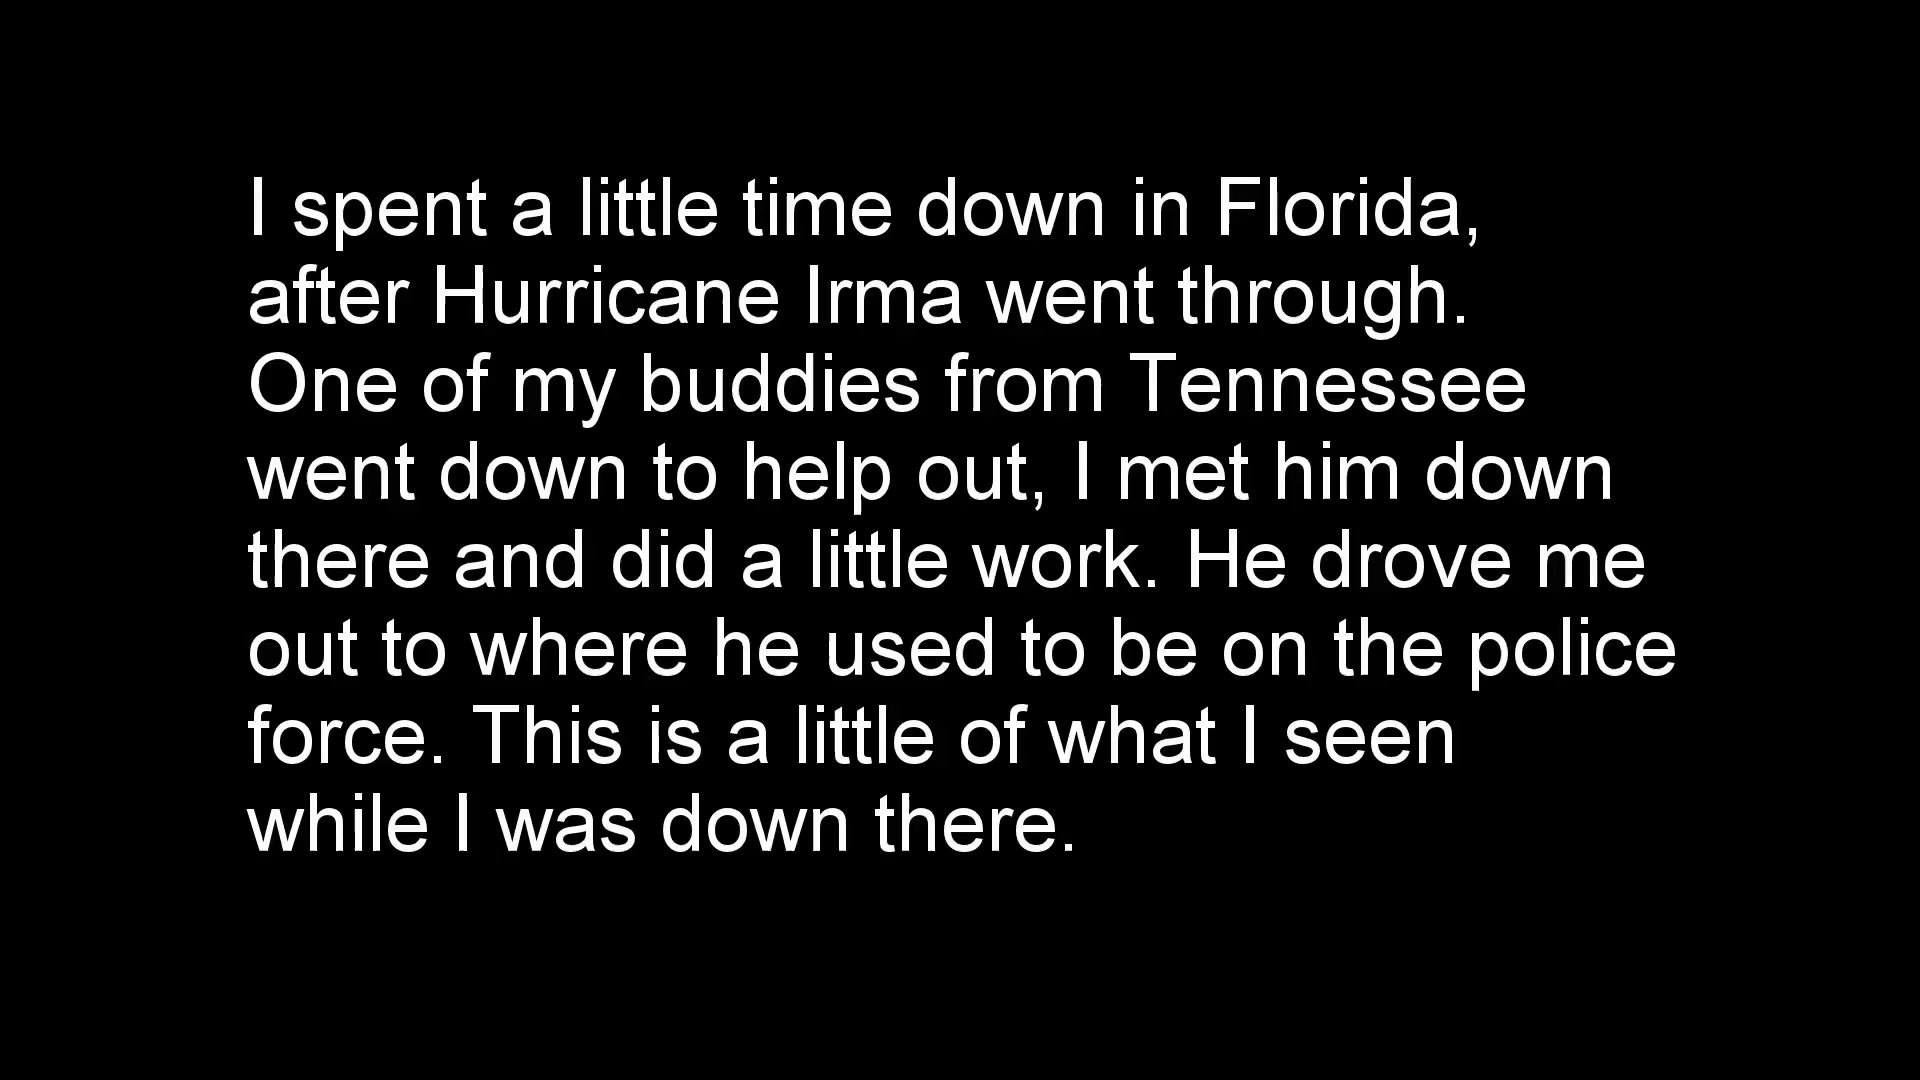 I spent a little time down in Florida,
after Hurricane Irma went through.
One of my buddies from Tennessee
went down to help out, I met him down
there and did a little work. He drove me
out to where he used to be on the police
force. This is a little of what I seen
while I was down there.